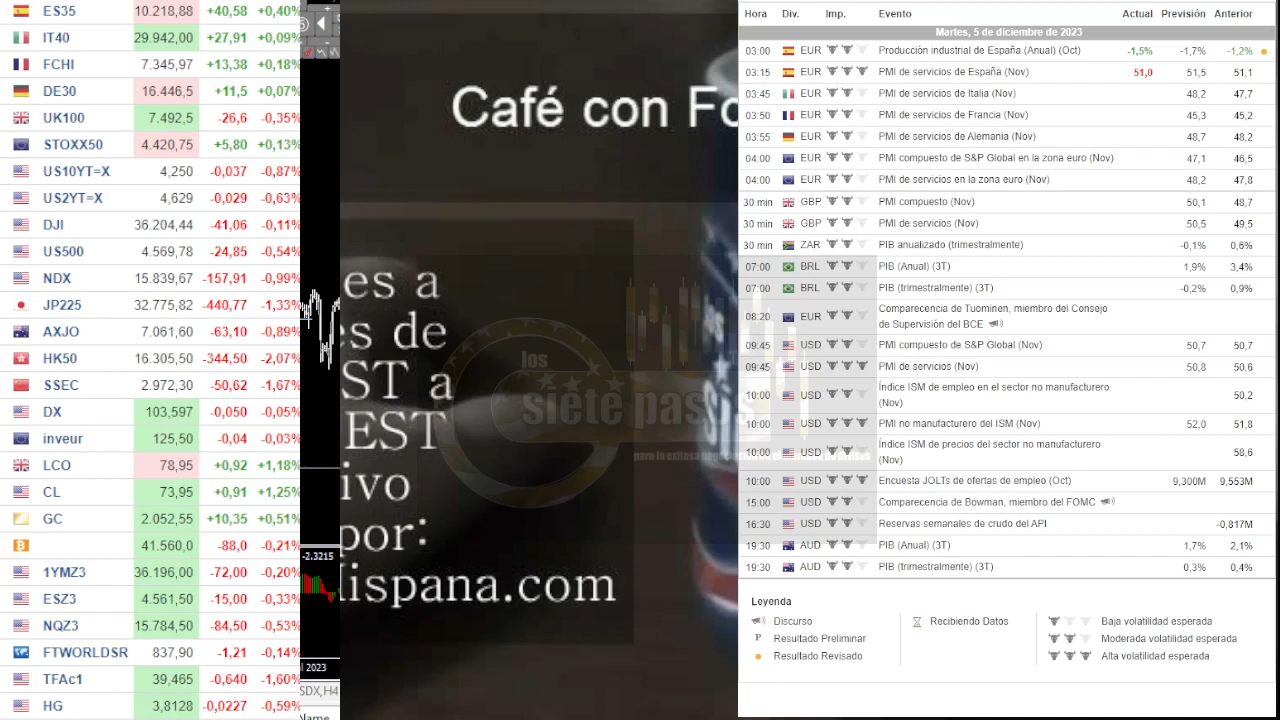 ES35 10.218,88 +40,58 +0,40%
IT40 29.942,00 +27,91 +0,09%
FCHI 7.345,97 +13,38 +0,18%
DE30 16.446,5 +11,5 +0,07%
UK100 7.492,5 -26,6 -0,35%
STOXX50 4.420,75 +5,80 +0,13%
US10YT=X 4,250 -0,037 -0,87%
US2YT=X 4,629 -0,029 -0,63%
DJI 36.204,44 -41,06 -0,11%
US500 4.569,78 -24,85 -0,54%
NDX 15.839,67 -157,91 -0,99%
JP225 32.775,82 -440,77 -1,33%
AXJO 7.061,60 -63,10 -0,89%
HK50 16.305,50 -344,50 -2,07%
SSEC 2.972,30 -50,62 -1,67%
DX 103,597 -0,050 -0,05%
inveur 125,50 -0,04 -0,03%
LCO 78,95 +0,92 +1,18%
CL 73,95 +0,91 +1,25%
GC 2.052,55 +10,35 +0,51%
41.560,0 -88,0 -0,21%
1YMZ3 36.196,00 -72,00 -0,20%
ESZ3 4.561,50 -15,00 -0,33%
NQZ3 15.784,50 -84,50 -0,53%
FTWORLDSR 837,90 -1,21 -0,14%
TFAc1 39,465 -0,640 -1,60%
HG 3,8128 -0,0227 -0,59%
-2.3215
2023
SDX,H4
Name
Café con Fo
es a
s de
ST a
EST
ivo
por:
ispana.com
los
siete pasos
Div. Imp. Evento Actual Previsión Anterior
Martes, 5 de diciembre de 2023
03:00 EUR Producción industrial de España (Anual) (Oct) -1,5% -1,7% 1,2%
03:15 EUR PMI de servicios de España (Nov) 51,0 51,5 51,1
03:45 EUR PMI de servicios de Italia (Nov) 48,2 47,7
03:50 EUR PMI de servicios de Francia (Nov) 45,3 45,2
03:55 EUR PMI de servicios de Alemania (Nov) 48,7 48,2
04:00 EUR PMI compuesto de S&P Global en la zona euro (Nov) 47,1 46,5
04:00 EUR PMI de servicios en la zona euro (Nov) 48,2 47,8
30 min GBP PMI compuesto (Nov) 50,1 48,7
30 min GBP PMI de servicios (Nov) 50,5 49,5
30 min ZAR PIB anualizado (trimestralmente) -0,1% 0,6%
07:00 BRL PIB (Anual) (3T) 1,9% 3,4%
07:00 BRL PIB (trimestralmente) (3T) -0,2% 0,9%
08:20 EUR Comparecencia de Tuominen, miembro del Consejo
de Supervisión del BCE
09:45 USD PMI compuesto de S&P Global (Nov) 50,7 50,7
09:45 USD PMI de servicios (Nov) 50,8 50,6
10:00 USD Índice ISM de empleo en el sector no manufacturero
(Nov) 50,2
10:00 USD PMI no manufacturero del ISM (Nov) 52,0 51,8
10:00 USD Índice ISM de precios del sector no manufacturero
(Nov) 58,6
10:00 USD Encuesta JOLTs de ofertas de empleo (Oct) 9,300M 9,553M
15:00 USD Comparecencia de Bowman, miembro del FOMC
16:30 USD Reservas semanales de crudo del API -0,817M
19:30 AUD PIB (Anual) (3T) 1,7% 2,1%
19:30 AUD PIB (trimestralmente) (3T) 0,3% 0,4%
Leyenda
Discurso
P Resultado Preliminar
Resultado Revisado
Recibiendo Datos
Baja volatilidad esperada
Moderada volatilidad esperada
Alta volatilidad esperada